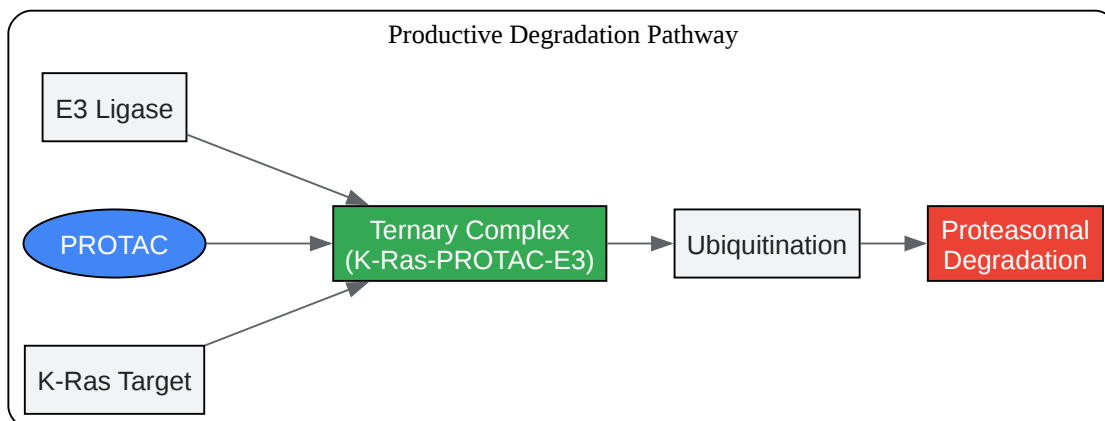 Productive Degradation Pathway
E3 Ligase
PROTAC
K-Ras Target
Ternary Complex
(K-Ras-PROTAC-E3)
Ubiquitination
Proteasomal
Degradation